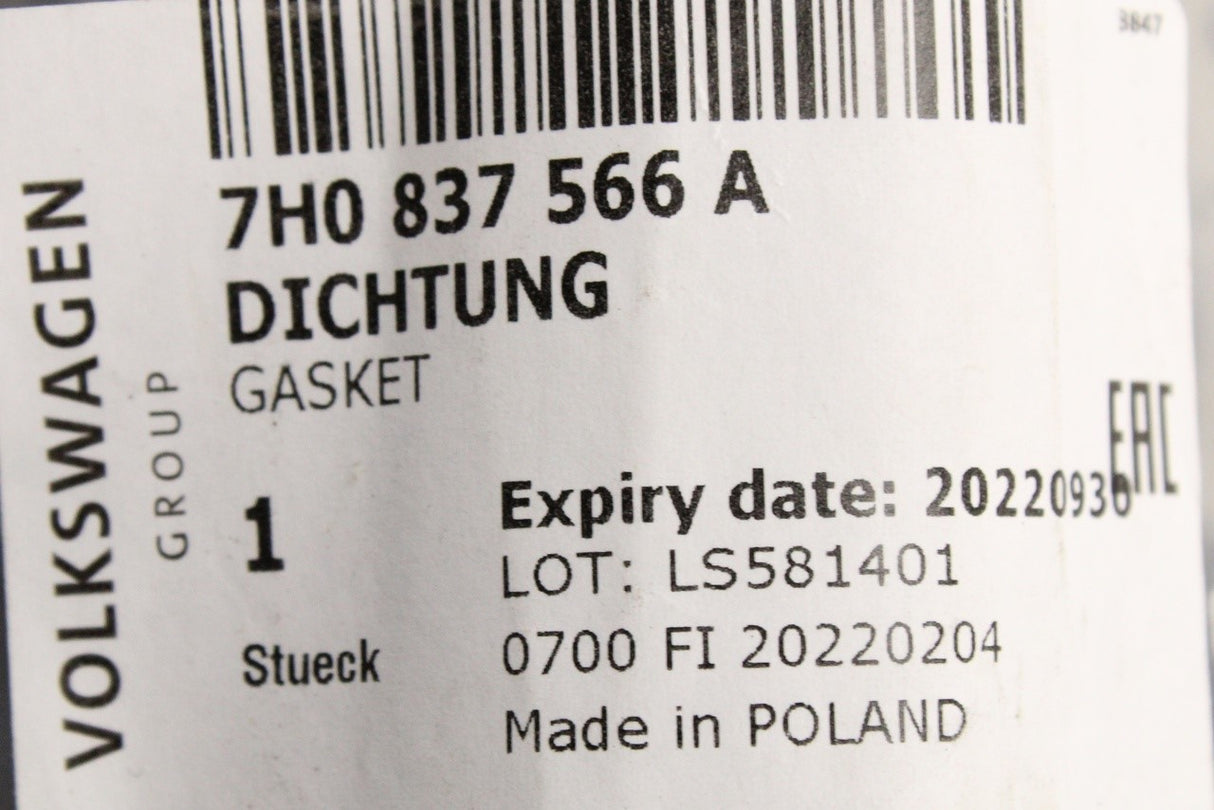 3847
7H0 837 566 A
DICHTUNG
GASKET
VOLKSWAGEN
GROUP
EAC
1
Expiry date: 20220930
LOT: LS581401
Stueck
0700 FI 20220204
Made in POLAND